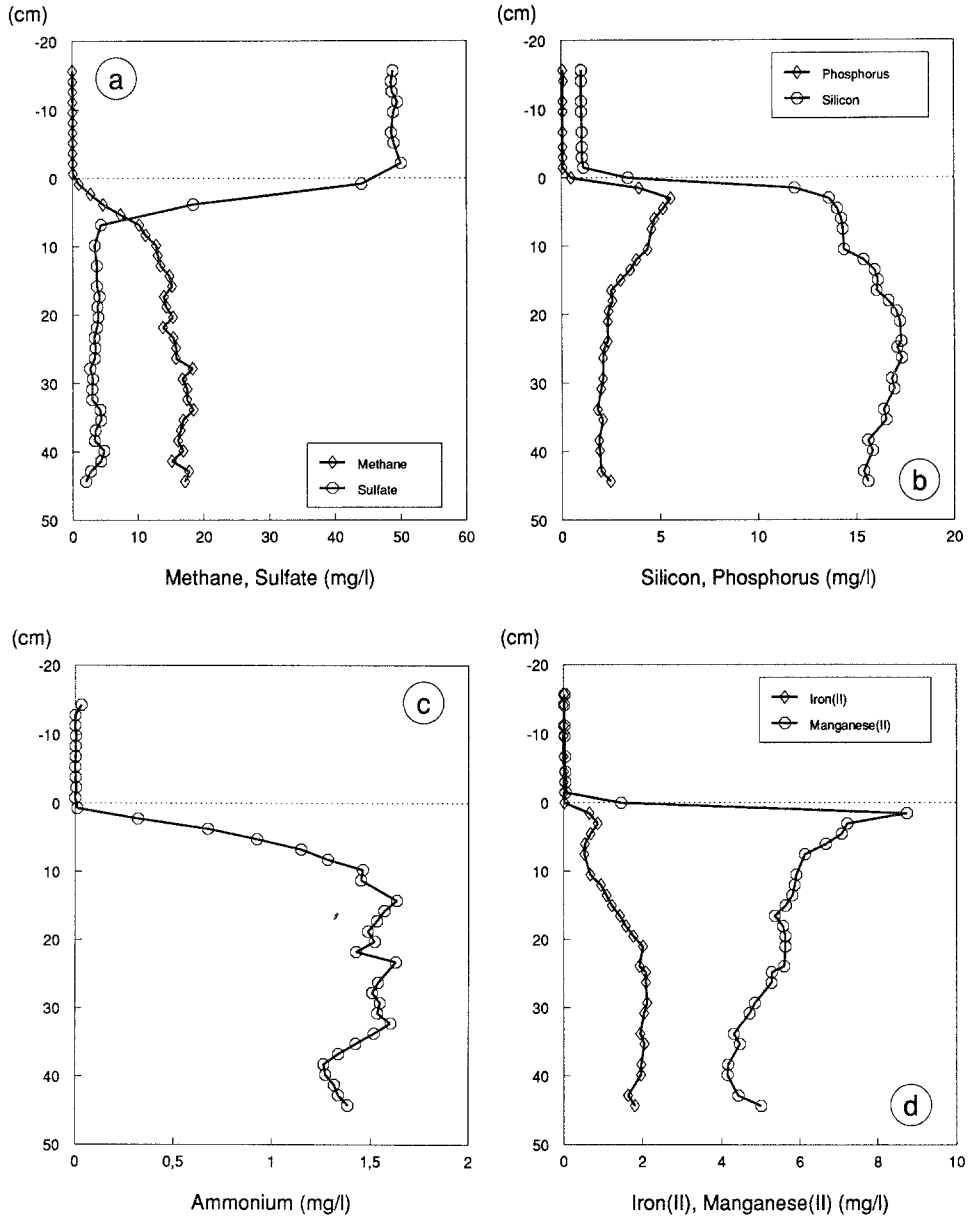 (cm)
-20
-10
0
10
20
30
40
50
a
Methane
Sulfate
0 10 20 30 40 50 60
Methane, Sulfate (mg/l)
(cm)
-20
-10
0
10
20
30
40
50
Phosphorus
Silicon
b
0 5 10 15 20
Silicon, Phosphorus (mg/l)
(cm)
-20
-10
0
10
20
30
40
50
c
0 0,5 1 1,5 2
Ammonium (mg/l)
(cm)
-20
-10
0
10
20
30
40
50
Iron(II)
Manganese(II)
d
0 2 4 6 8 10
Iron(II), Manganese(II) (mg/l)